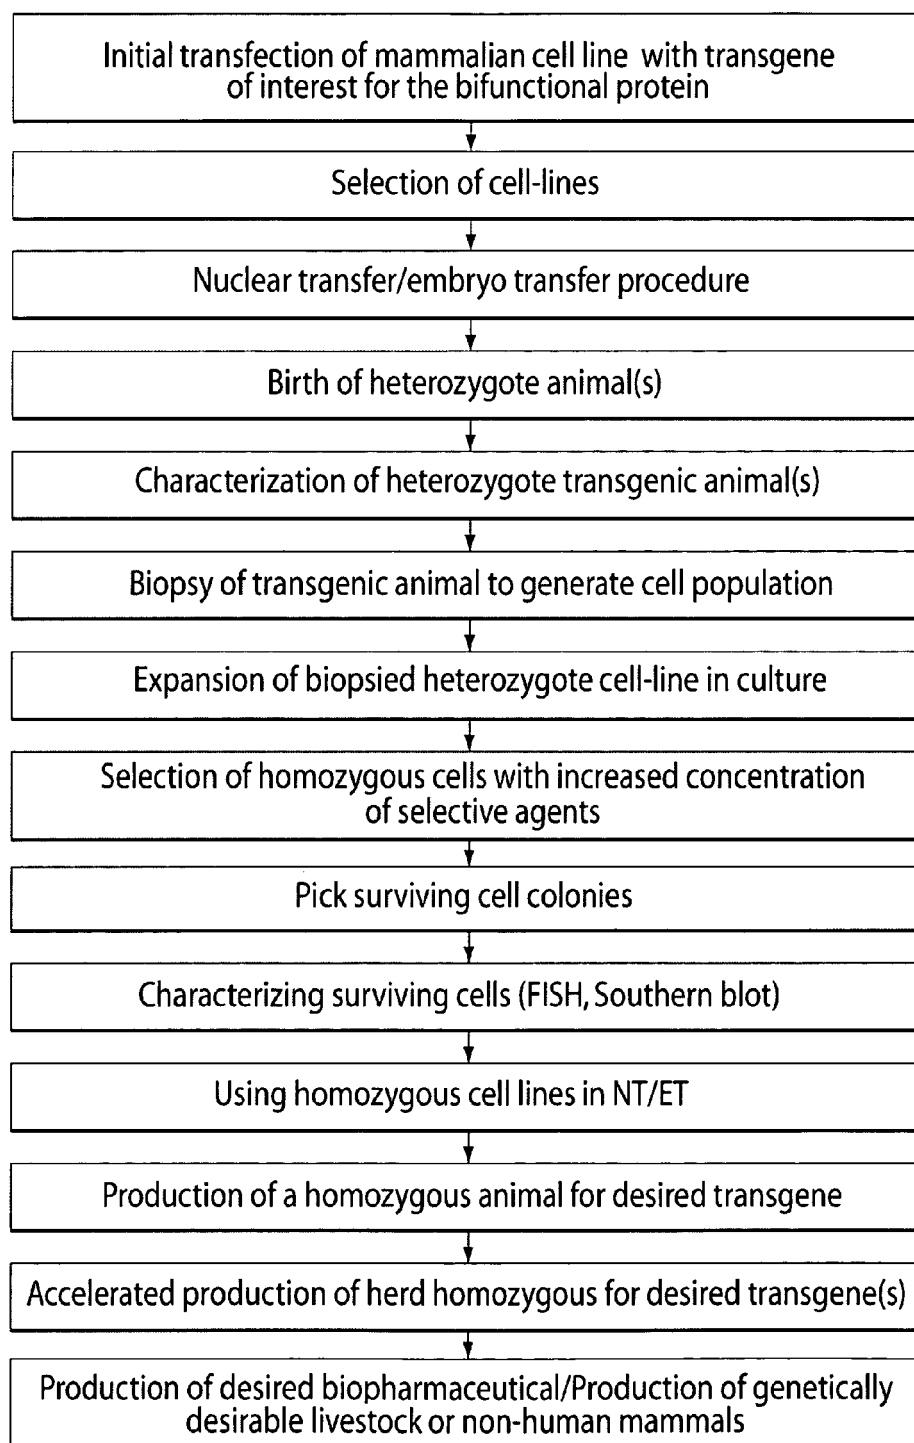 Initial transfection of mammalian cell line with transgene
of interest for the bifunctional protein
Selection of cell-lines
Nuclear transfer/embryo transfer procedure
Birth of heterozygote animal(s)
Characterization of heterozygote transgenic animal(s)
Biopsy of transgenic animal to generate cell population
Expansion of biopsied heterozygote cell-line in culture
Selection of homozygous cells with increased concentration
of selective agents
Pick surviving cell colonies
Characterizing surviving cells (FISH, Southern blot)
Using homozygous cell lines in NT/ET
Production of a homozygous animal for desired transgene
Accelerated production of herd homozygous for desired transgene(s)
Production of desired biopharmaceutical/Production of genetically
desirable livestock or non-human mammals